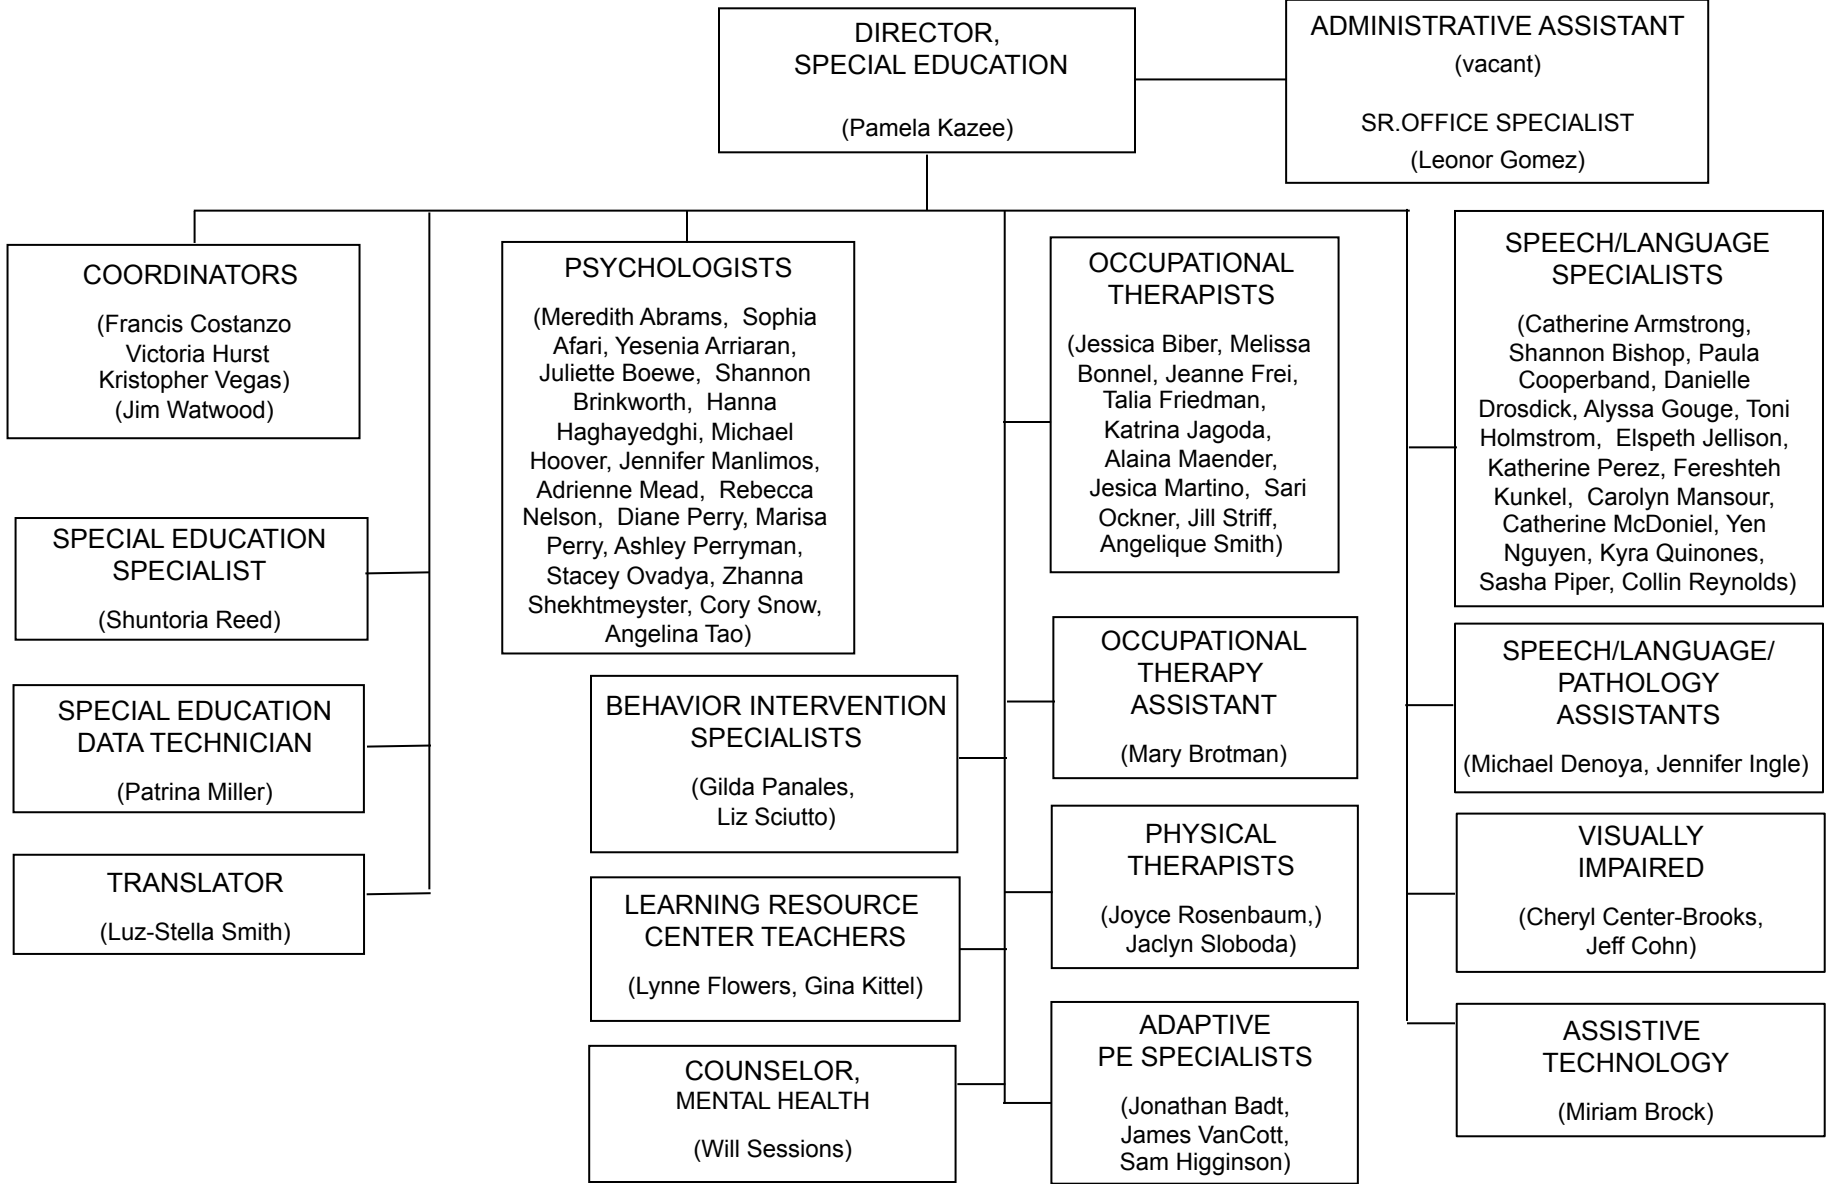 DIRECTOR,
SPECIAL EDUCATION
(Pamela Kazee)
ADMINISTRATIVE ASSISTANT
(vacant)
SR.OFFICE SPECIALIST
(Leonor Gomez)
COORDINATORS
(Francis Costanzo
Victoria Hurst
Kristopher Vegas)
(Jim Watwood)
SPECIAL EDUCATION
SPECIALIST
(Shuntoria Reed)
SPECIAL EDUCATION
DATA TECHNICIAN
(Patrina Miller)
TRANSLATOR
(Luz-Stella Smith)
PSYCHOLOGISTS
(Meredith Abrams, Sophia
Afari, Yesenia Arriaran,
Juliette Boewe, Shannon
Brinkworth, Hanna
Haghayedghi, Michael
Hoover, Jennifer Manlimos,
Adrienne Mead, Rebecca
Nelson, Diane Perry, Marisa
Perry, Ashley Perryman,
Stacey Ovadya, Zhanna
Shekhtmeyster, Cory Snow,
Angelina Tao)
BEHAVIOR INTERVENTION
SPECIALISTS
(Gilda Panales,
Liz Sciutto)
LEARNING RESOURCE
CENTER TEACHERS
(Lynne Flowers, Gina Kittel)
COUNSELOR,
MENTAL HEALTH
(Will Sessions)
OCCUPATIONAL
THERAPISTS
(Jessica Biber, Melissa
Bonnel, Jeanne Frei,
Talia Friedman,
Katrina Jagoda,
Alaina Maender,
Jesica Martino, Sari
Ockner, Jill Striff,
Angelique Smith)
OCCUPATIONAL
THERAPY
ASSISTANT
(Mary Brotman)
PHYSICAL
THERAPISTS
(Joyce Rosenbaum,)
Jaclyn Sloboda)
ADAPTIVE
PE SPECIALISTS
(Jonathan Badt,
James VanCott,
Sam Higginson)
SPEECH/LANGUAGE
SPECIALISTS
(Catherine Armstrong,
Shannon Bishop, Paula
Cooperband, Danielle
Drosdick, Alyssa Gouge, Toni
Holmstrom, Elspeth Jellison,
Katherine Perez, Fereshteh
Kunkel, Carolyn Mansour,
Catherine McDoniel, Yen
Nguyen, Kyra Quinones,
Sasha Piper, Collin Reynolds)
SPEECH/LANGUAGE/
PATHOLOGY
ASSISTANTS
(Michael Denoya, Jennifer Ingle)
VISUALLY
IMPAIRED
(Cheryl Center-Brooks,
Jeff Cohn)
ASSISTIVE
TECHNOLOGY
(Miriam Brock)